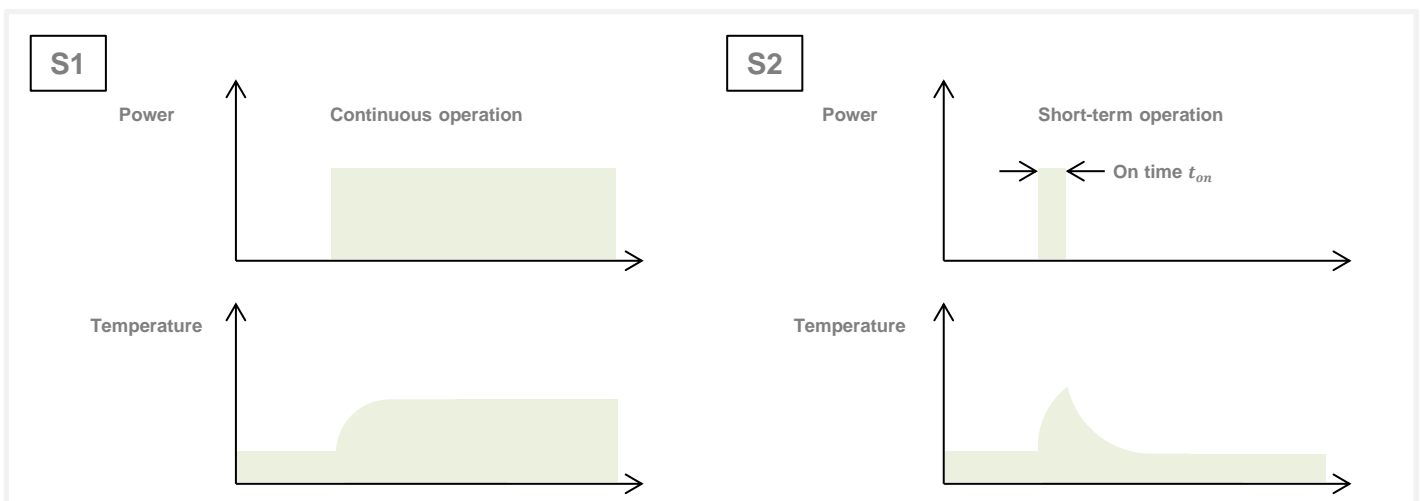 S1
Power
Continuous operation
Temperature
S2
Power
Short-term operation
On time t_on
Temperature